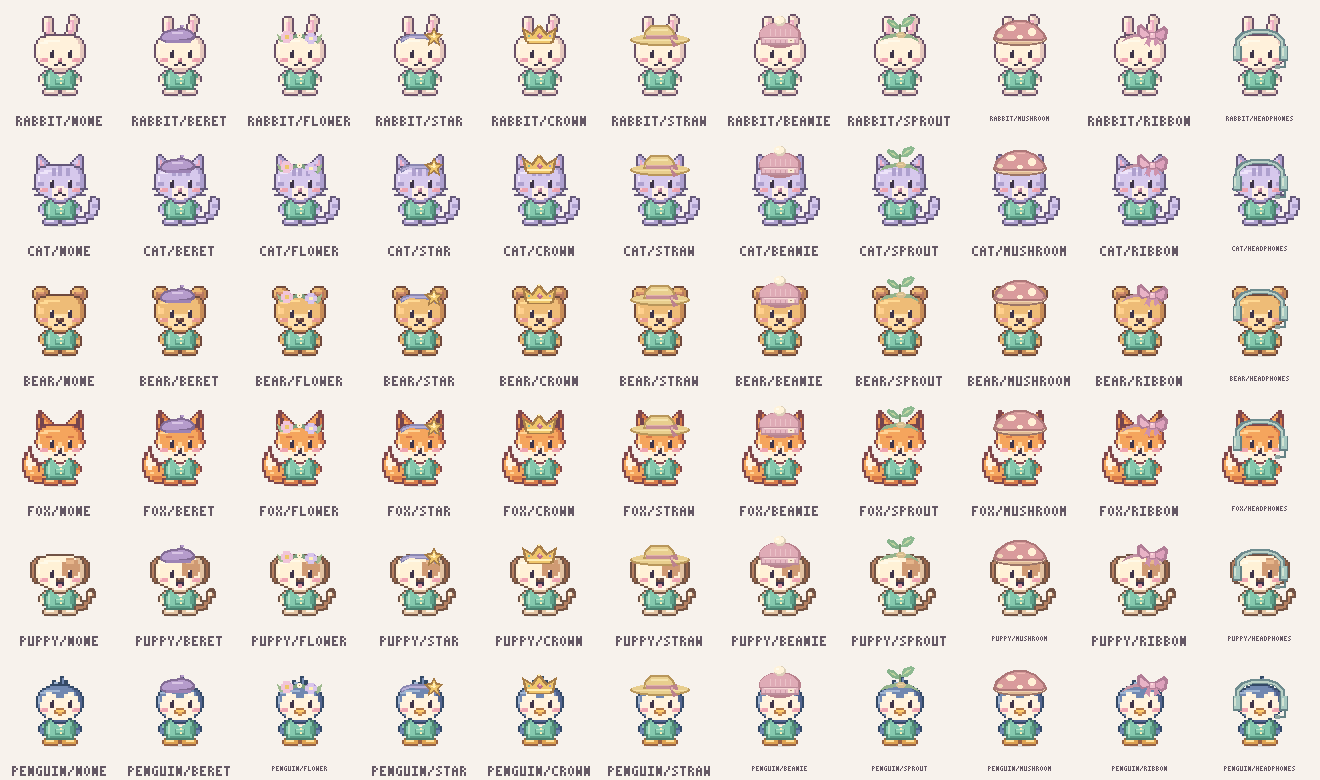 RABBIT/NONE RABBIT/BERET RABBIT/FLOWER RABBIT/STAR RABBIT/CROWN RABBIT/STRAW RABBIT/BEANIE RABBIT/SPROUT RABBIT/MUSHROOM RABBIT/RIBBON RABBIT/HEADPHONES
CAT/NONE CAT/BERET CAT/FLOWER CAT/STAR CAT/CROWN CAT/STRAW CAT/BEANIE CAT/SPROUT CAT/MUSHROOM CAT/RIBBON CAT/HEADPHONES
BEAR/NONE BEAR/BERET BEAR/FLOWER BEAR/STAR BEAR/CROWN BEAR/STRAW BEAR/BEANIE BEAR/SPROUT BEAR/MUSHROOM BEAR/RIBBON BEAR/HEADPHONES
FOX/NONE FOX/BERET FOX/FLOWER FOX/STAR FOX/CROWN FOX/STRAW FOX/BEANIE FOX/SPROUT FOX/MUSHROOM FOX/RIBBON FOX/HEADPHONES
PUPPY/NONE PUPPY/BERET PUPPY/FLOWER PUPPY/STAR PUPPY/CROWN PUPPY/STRAW PUPPY/BEANIE PUPPY/SPROUT PUPPY/MUSHROOM PUPPY/RIBBON PUPPY/HEADPHONES
PENGUIN/NONE PENGUIN/BERET PENGUIN/FLOWER PENGUIN/STAR PENGUIN/CROWN PENGUIN/STRAW PENGUIN/BEANIE PENGUIN/SPROUT PENGUIN/MUSHROOM PENGUIN/RIBBON PENGUIN/HEADPHONES